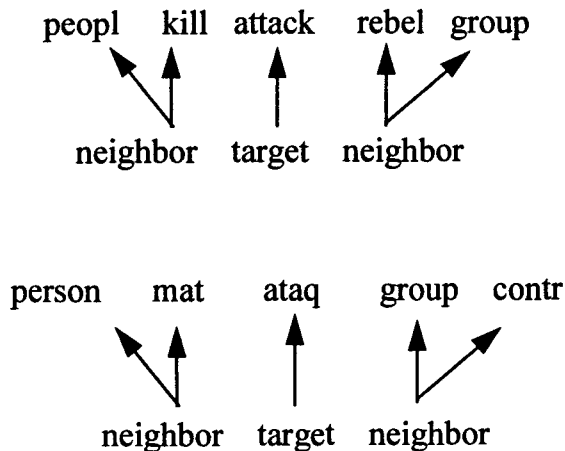 peopl kill attack rebel group
neighbor target neighbor
person mat ataq group contr
neighbor target neighbor